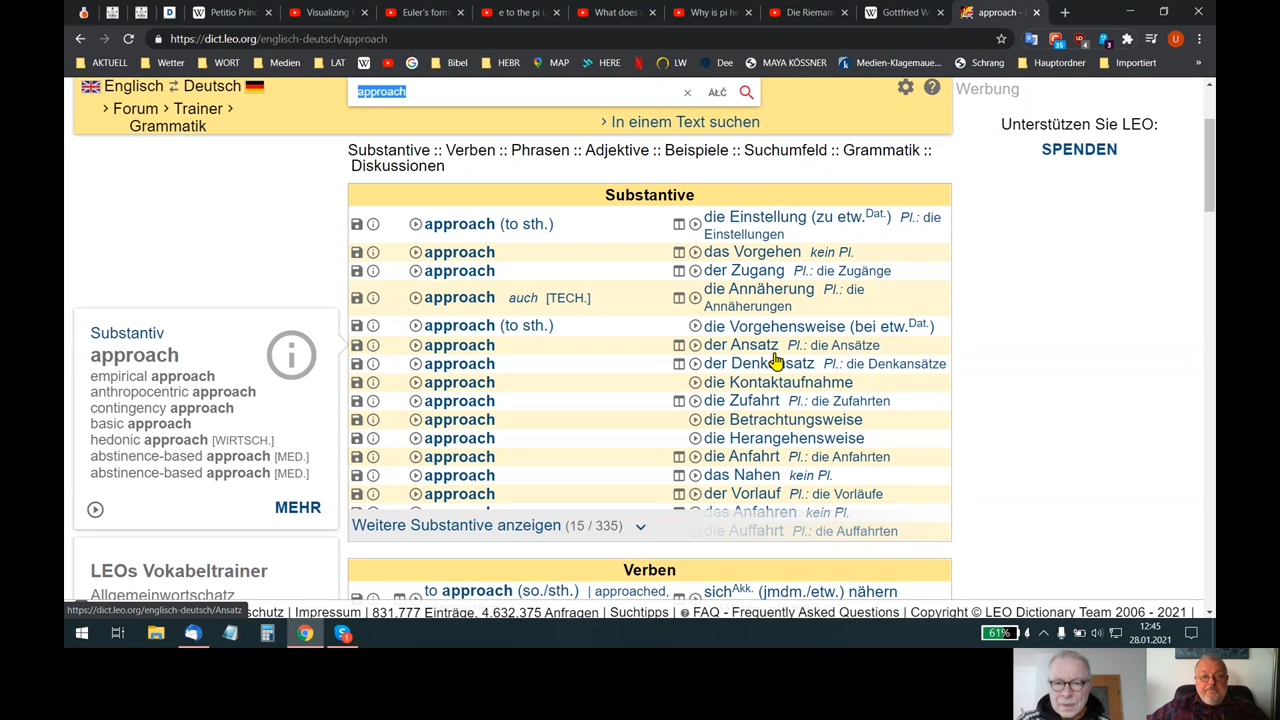 Petitio Prin
Visualizing
Euler's form
e to the pi
What does
Why is pi he
Die Rieman
Gottfried W
approach -
https://dict.leo.org/englisch-deutsch/approach
AKTUELL
Wetter
WORT
Medien
LAT
Bibel
HEBR
MAP
HERE
LW
Dee
MAYA KÖSSNER
Medien-Klagemaue...
Schrang
Hauptordner
Importiert
»
Englisch ⇄ Deutsch
› Forum › Trainer ›
Grammatik
approach
ÁŁČ
› In einem Text suchen
Werbung
Unterstützen Sie LEO:
SPENDEN
Substantive :: Verben :: Phrasen :: Adjektive :: Beispiele :: Suchumfeld :: Grammatik ::
Diskussionen
Substantive
approach (to sth.) die Einstellung (zu etw.Dat.) Pl.: die
Einstellungen
approach das Vorgehen kein Pl.
approach der Zugang Pl.: die Zugänge
approach auch [TECH.] die Annäherung Pl.: die
Annäherungen
approach (to sth.) die Vorgehensweise (bei etw.Dat.)
approach der Ansatz Pl.: die Ansätze
approach der Denkansatz Pl.: die Denkansätze
approach die Kontaktaufnahme
approach die Zufahrt Pl.: die Zufahrten
approach die Betrachtungsweise
approach die Herangehensweise
approach die Anfahrt Pl.: die Anfahrten
approach das Nahen kein Pl.
approach der Vorlauf Pl.: die Vorläufe
das Anfahren kein Pl.
Weitere Substantive anzeigen (15 / 335)
die Auffahrt Pl.: die Auffahrten
Verben
to approach (so./sth.) | approached, sichAkk. (jmdm./etw.) nähern
Substantiv
approach
empirical approach
anthropocentric approach
contingency approach
basic approach
hedonic approach [WIRTSCH.]
abstinence-based approach [MED.]
abstinence-based approach [MED.]
MEHR
LEOs Vokabeltrainer
Allgemeinwortschatz
https://dict.leo.org/englisch-deutsch/Ansatz
schutz | Impressum | 831.777 Einträge, 4.632.375 Anfragen | Suchtipps | FAQ - Frequently Asked Questions | Copyright © LEO Dictionary Team 2006 - 2021 |
61%
12:45
28.01.2021